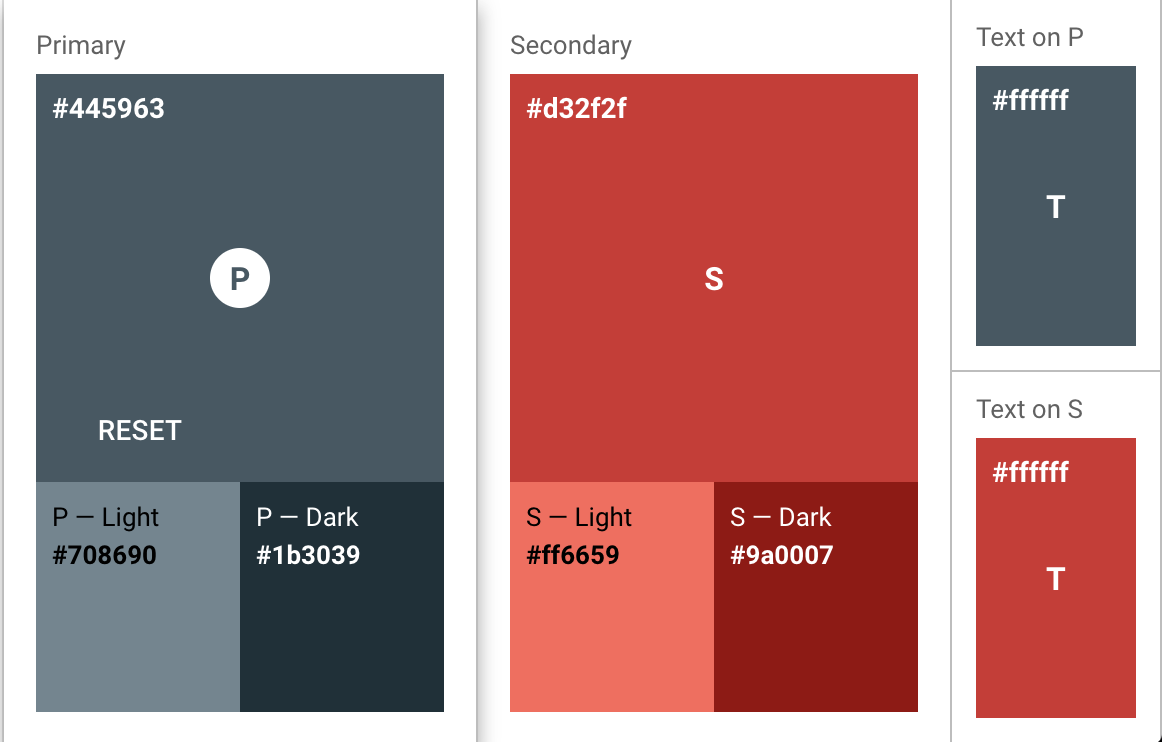 Primary
#445963
P
RESET
P — Light
#708690
P — Dark
#1b3039
Secondary
#d32f2f
S
S — Light
#ff6659
S — Dark
#9a0007
Text on P
#ffffff
T
Text on S
#ffffff
T